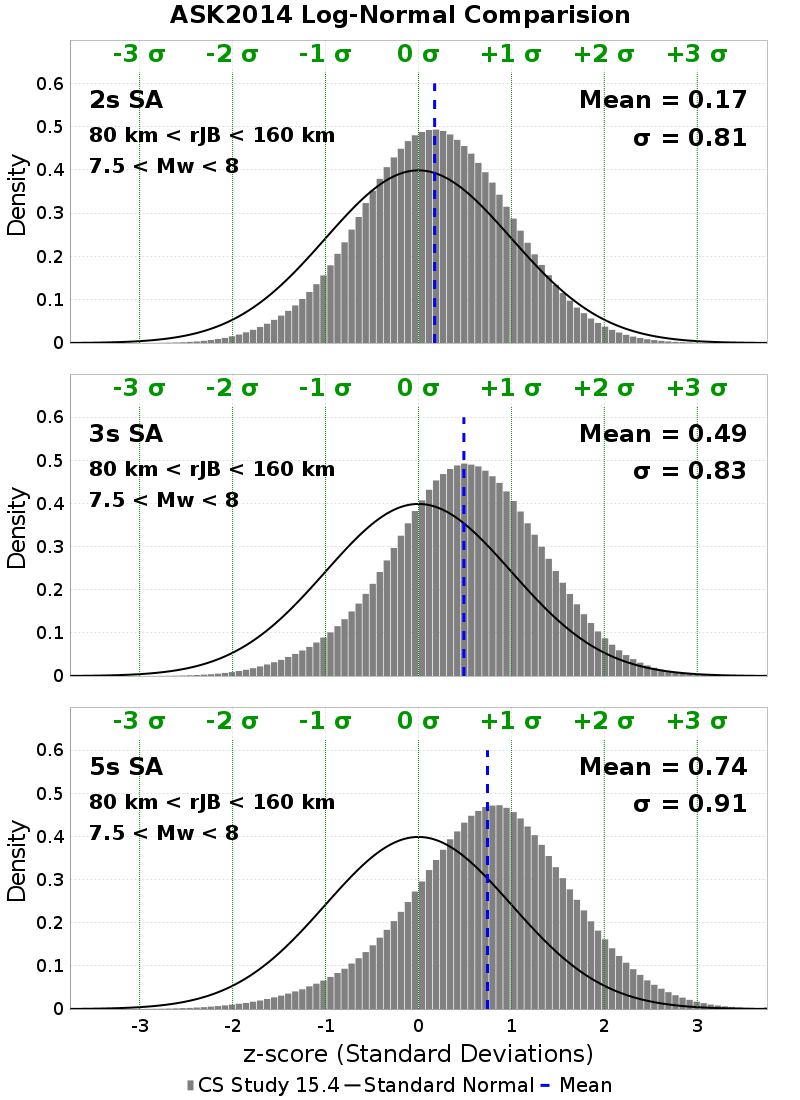 ASK2014 Log-Normal Comparision
-3 σ -2 σ -1 σ 0 σ +1 σ +2 σ +3 σ
0.6
2s SA Mean = 0.17
0.5
80 km < rJB < 160 km σ = 0.81
7.5 < Mw < 8
0.4
Density
0.3
0.2
0.1
0
-3 σ -2 σ -1 σ 0 σ +1 σ +2 σ +3 σ
0.6
3s SA Mean = 0.49
0.5
80 km < rJB < 160 km σ = 0.83
7.5 < Mw < 8
0.4
Density
0.3
0.2
0.1
0
-3 σ -2 σ -1 σ 0 σ +1 σ +2 σ +3 σ
0.6
5s SA Mean = 0.74
0.5
80 km < rJB < 160 km σ = 0.91
7.5 < Mw < 8
0.4
Density
0.3
0.2
0.1
0
-3 -2 -1 0 1 2 3
z-score (Standard Deviations)
CS Study 15.4 Standard Normal Mean